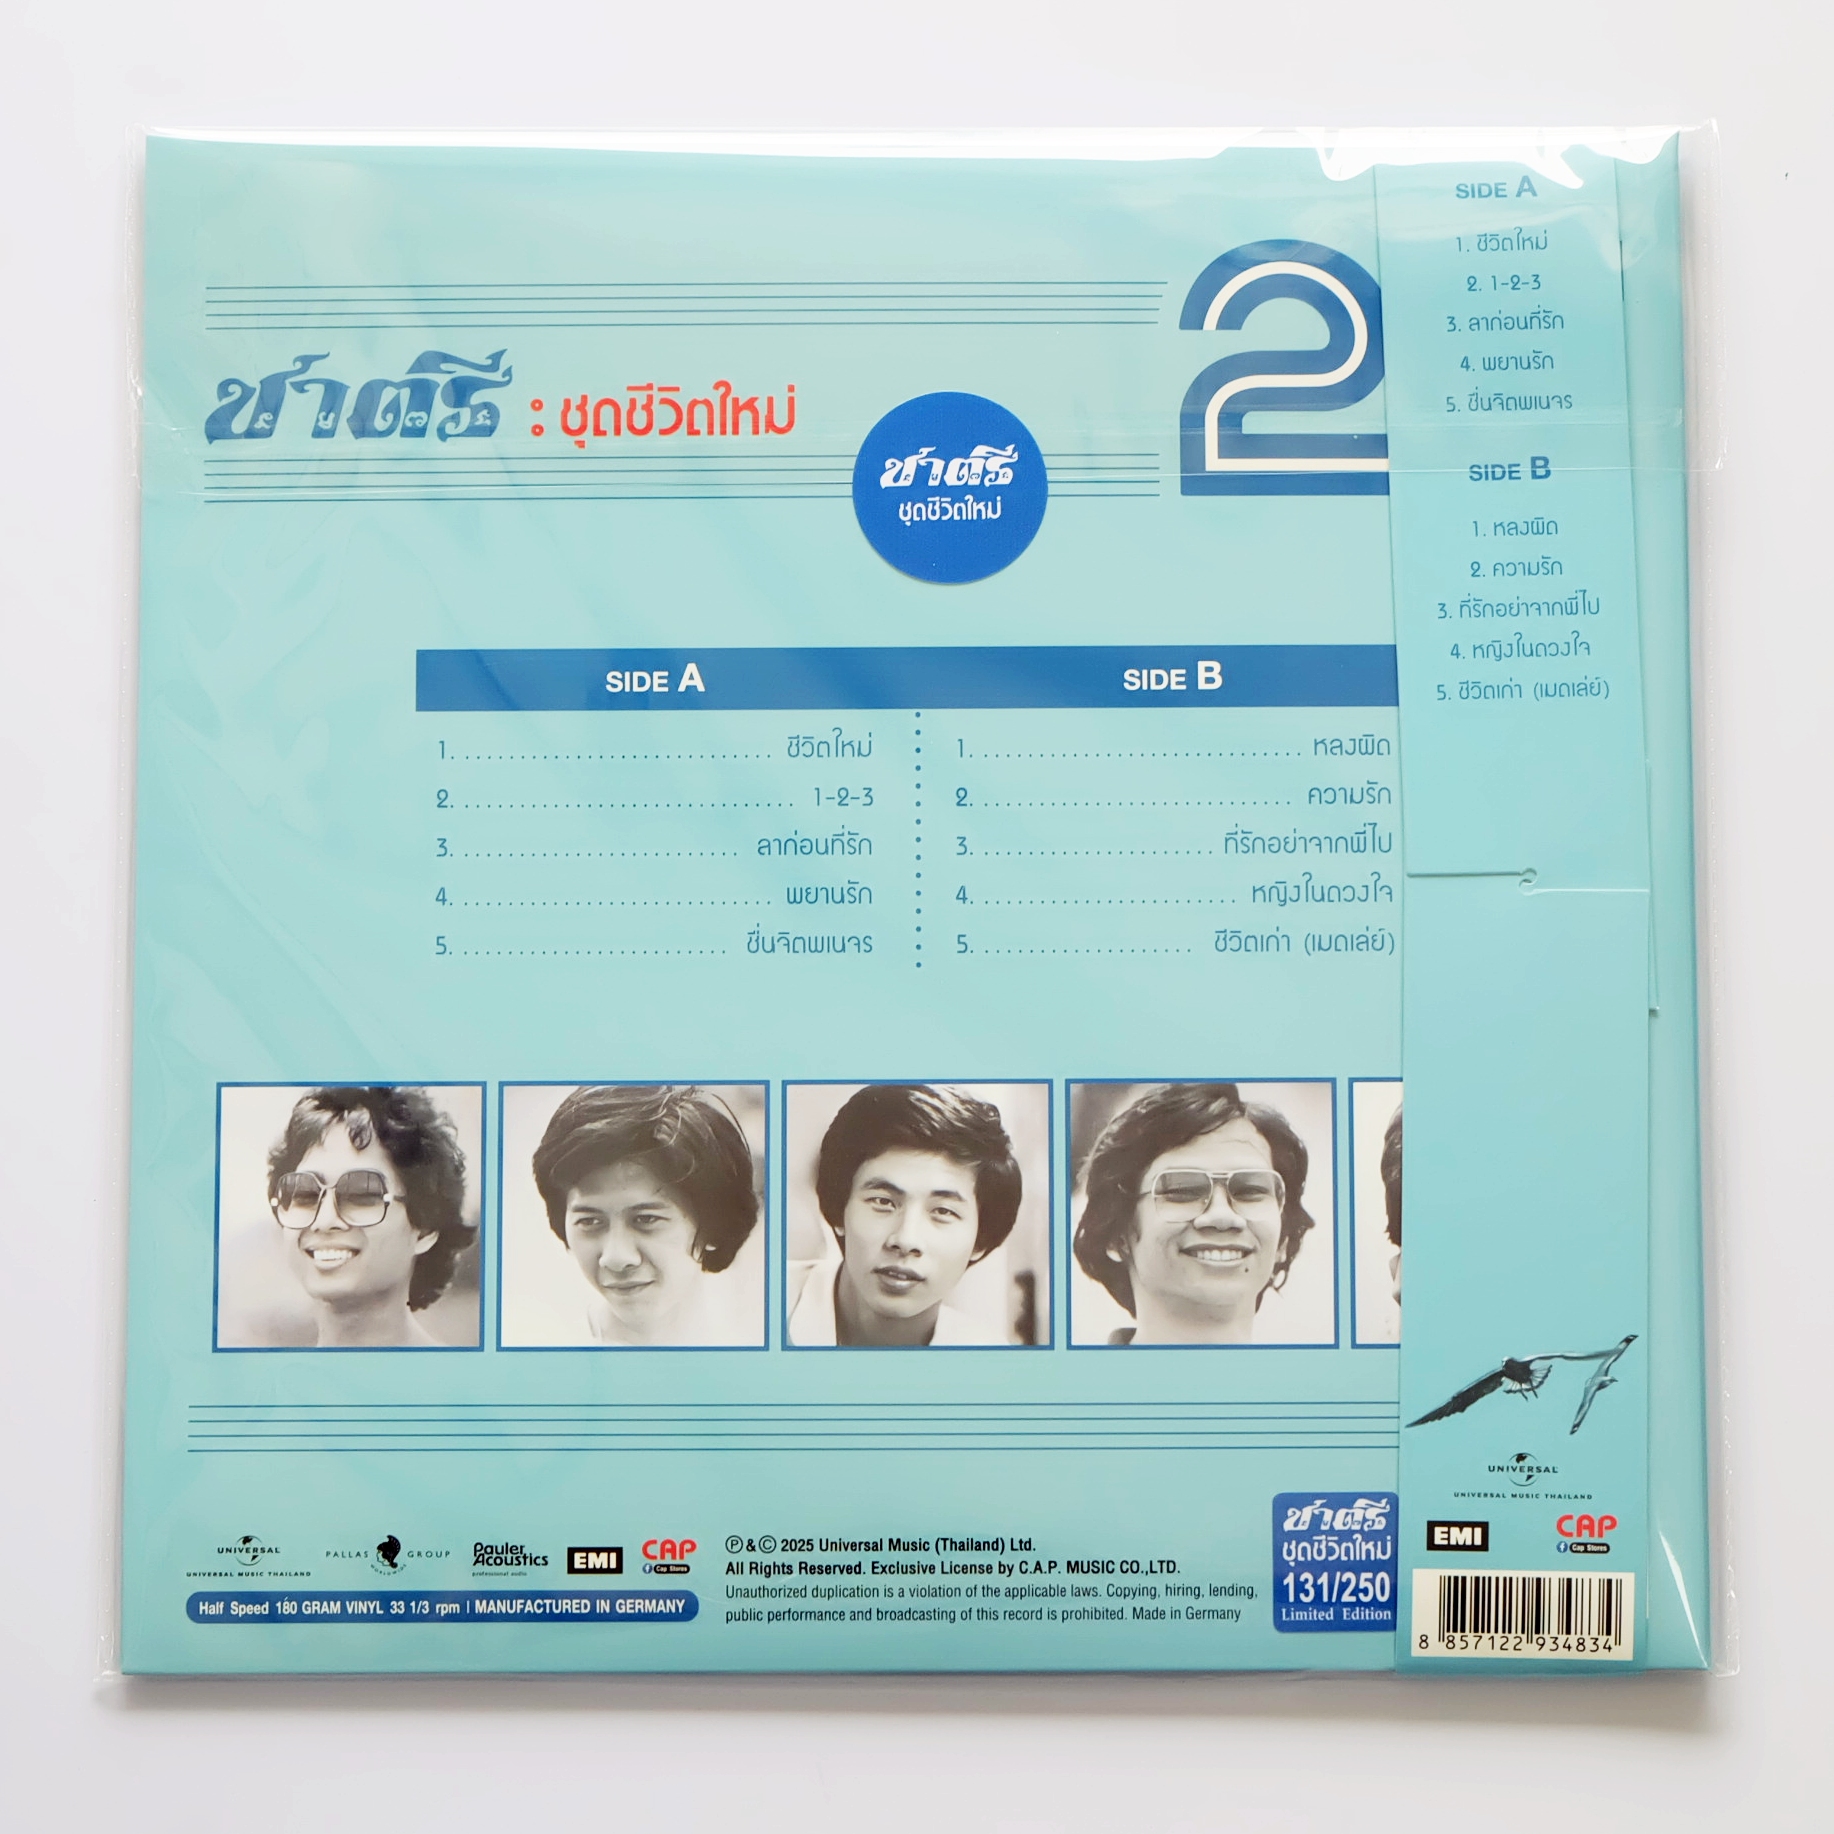 2
ชาตรี : ชุดชีวิตใหม่
ชาตรี
ชุดชีวิตใหม่
SIDE A
1. ชีวิตใหม่
2. 1-2-3
3. ลาก่อนที่รัก
4. พยานรัก
5. ชื่นจิตพเนจร
SIDE B
1. หลงผิด
2. ความรัก
3. ที่รักอย่าจากพี่ไป
4. หญิงในดวงใจ
5. ชีวิตเก่า (เมดเล่ย์)
SIDE A
1. ชีวิตใหม่
2. 1-2-3
3. ลาก่อนที่รัก
4. พยานรัก
5. ชื่นจิตพเนจร
SIDE B
1. หลงผิด
2. ความรัก
3. ที่รักอย่าจากพี่ไป
4. หญิงในดวงใจ
5. ชีวิตเก่า (เมดเล่ย์)
UNIVERSAL
UNIVERSAL MUSIC THAILAND
PALLAS GROUP
WORLDWIDE
Pauler Acoustics
professional audio
EMI
CAP
Cap Stores
Half Speed 180 GRAM VINYL 33 1/3 rpm | MANUFACTURED IN GERMANY
Ⓟ & © 2025 Universal Music (Thailand) Ltd.
All Rights Reserved. Exclusive License by C.A.P. MUSIC CO.,LTD.
Unauthorized duplication is a violation of the applicable laws. Copying, hiring, lending,
public performance and broadcasting of this record is prohibited. Made in Germany
ชาตรี
ชุดชีวิตใหม่
131/250
Limited Edition
UNIVERSAL
UNIVERSAL MUSIC THAILAND
EMI
CAP
Cap Stores
8 857122 934834